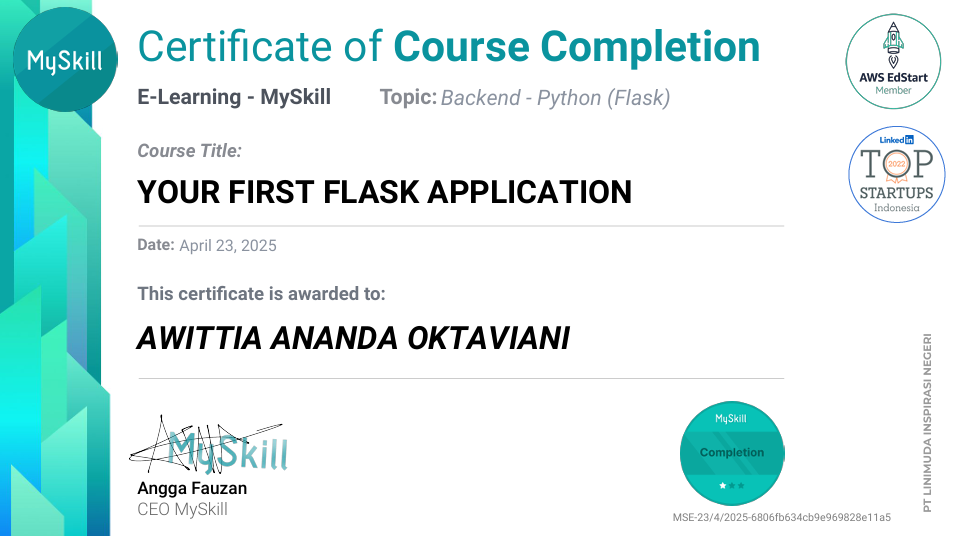 MySkill
Certificate of Course Completion
E-Learning - MySkill
Topic: Backend - Python (Flask)
Course Title:
YOUR FIRST FLASK APPLICATION
Date: April 23, 2025
This certificate is awarded to:
AWITTIA ANANDA OKTAVIANI
MySkill
Angga Fauzan
CEO MySkill
AWS EdStart
Member
LinkedIn
TOP
2022
STARTUPS
Indonesia
PT LINIMUDA INSPIRASI NEGERI
MySkill
Completion
MSE-23/4/2025-6806fb634cb9e969828e11a5